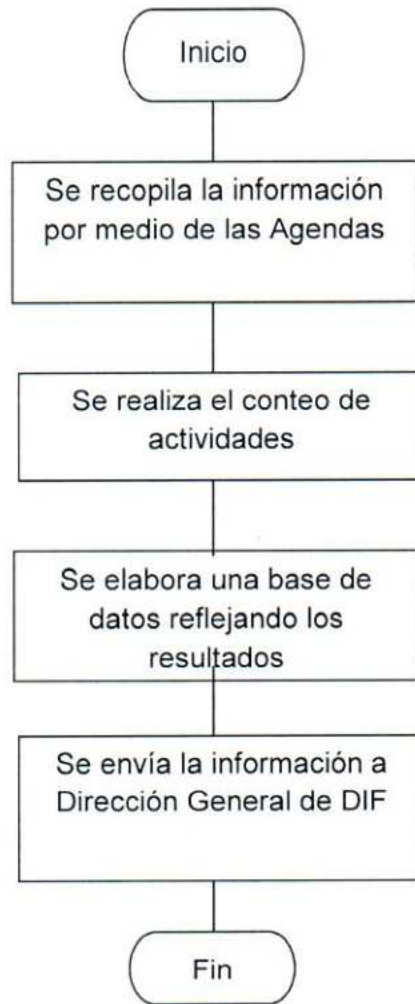 Inicio
Se recopila la información
por medio de las Agendas
Se realiza el conteo de
actividades
Se elabora una base de
datos reflejando los
resultados
Se envía la información a
Dirección General de DIF
Fin